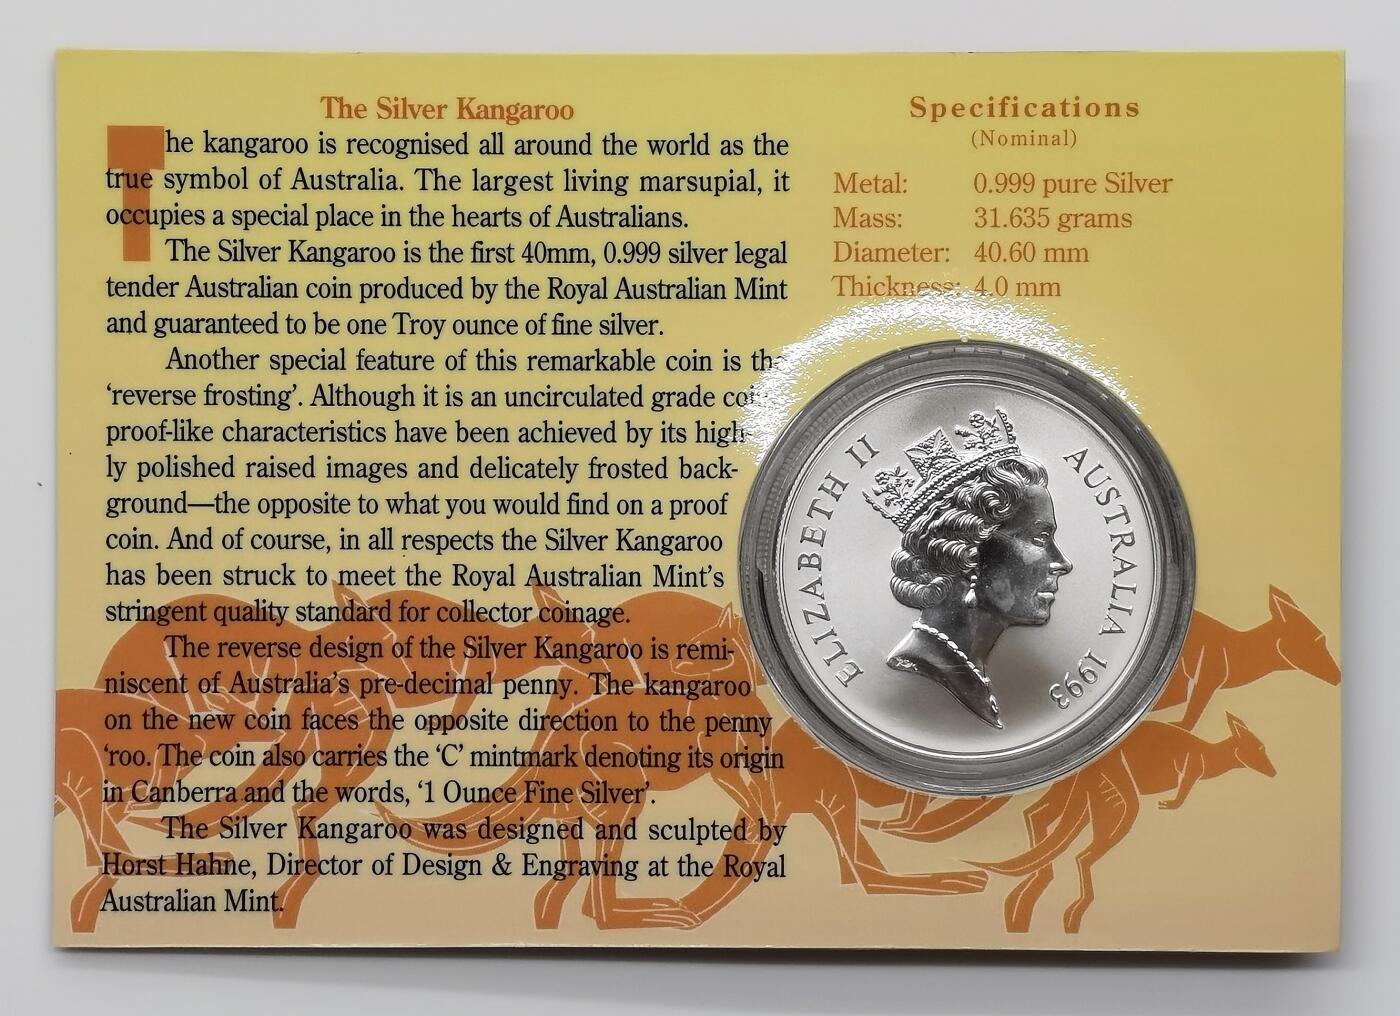 The Silver Kangaroo
The kangaroo is recognised all around the world as the
true symbol of Australia. The largest living marsupial, it
occupies a special place in the hearts of Australians.
The Silver Kangaroo is the first 40mm, 0.999 silver legal
tender Australian coin produced by the Royal Australian Mint
and guaranteed to be one Troy ounce of fine silver.
Another special feature of this remarkable coin is the
‘reverse frosting’. Although it is an uncirculated grade coin
proof-like characteristics have been achieved by its high-
ly polished raised images and delicately frosted back-
ground—the opposite to what you would find on a proof
coin. And of course, in all respects the Silver Kangaroo
has been struck to meet the Royal Australian Mint's
stringent quality standard for collector coinage.
The reverse design of the Silver Kangaroo is remi-
niscent of Australia's pre-decimal penny. The kangaroo
on the new coin faces the opposite direction to the penny
‘roo. The coin also carries the ‘C’ mintmark denoting its origin
in Canberra and the words, ‘1 Ounce Fine Silver’.
The Silver Kangaroo was designed and sculpted by
Horst Hahne, Director of Design & Engraving at the Royal
Australian Mint.
Specifications
(Nominal)
Metal: 0.999 pure Silver
Mass: 31.635 grams
Diameter: 40.60 mm
Thickness: 4.0 mm
ELIZABETH II
AUSTRALIA 1993